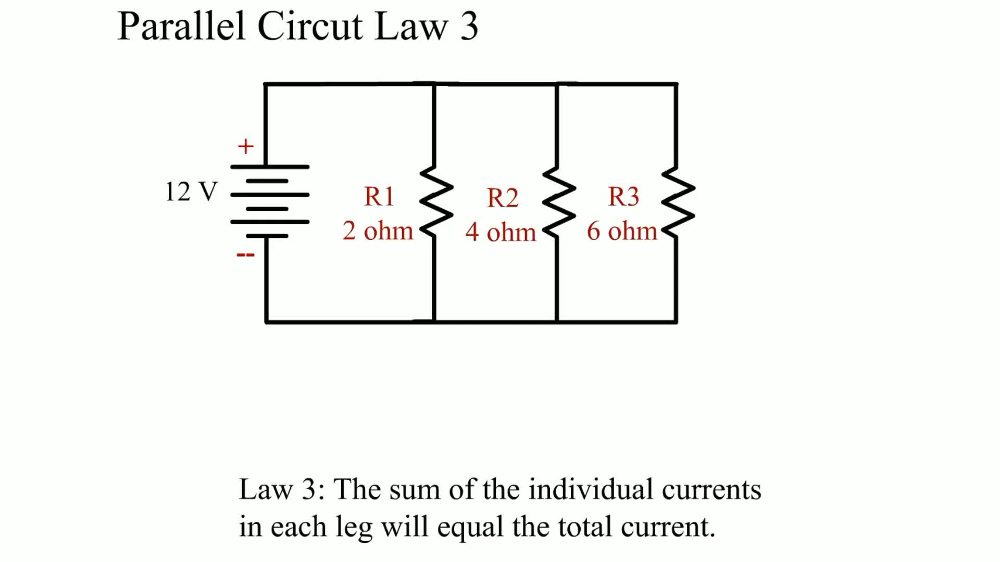 Parallel Circut Law 3
+
12 V
--
R1
2 ohm
R2
4 ohm
R3
6 ohm
Law 3: The sum of the individual currents
in each leg will equal the total current.